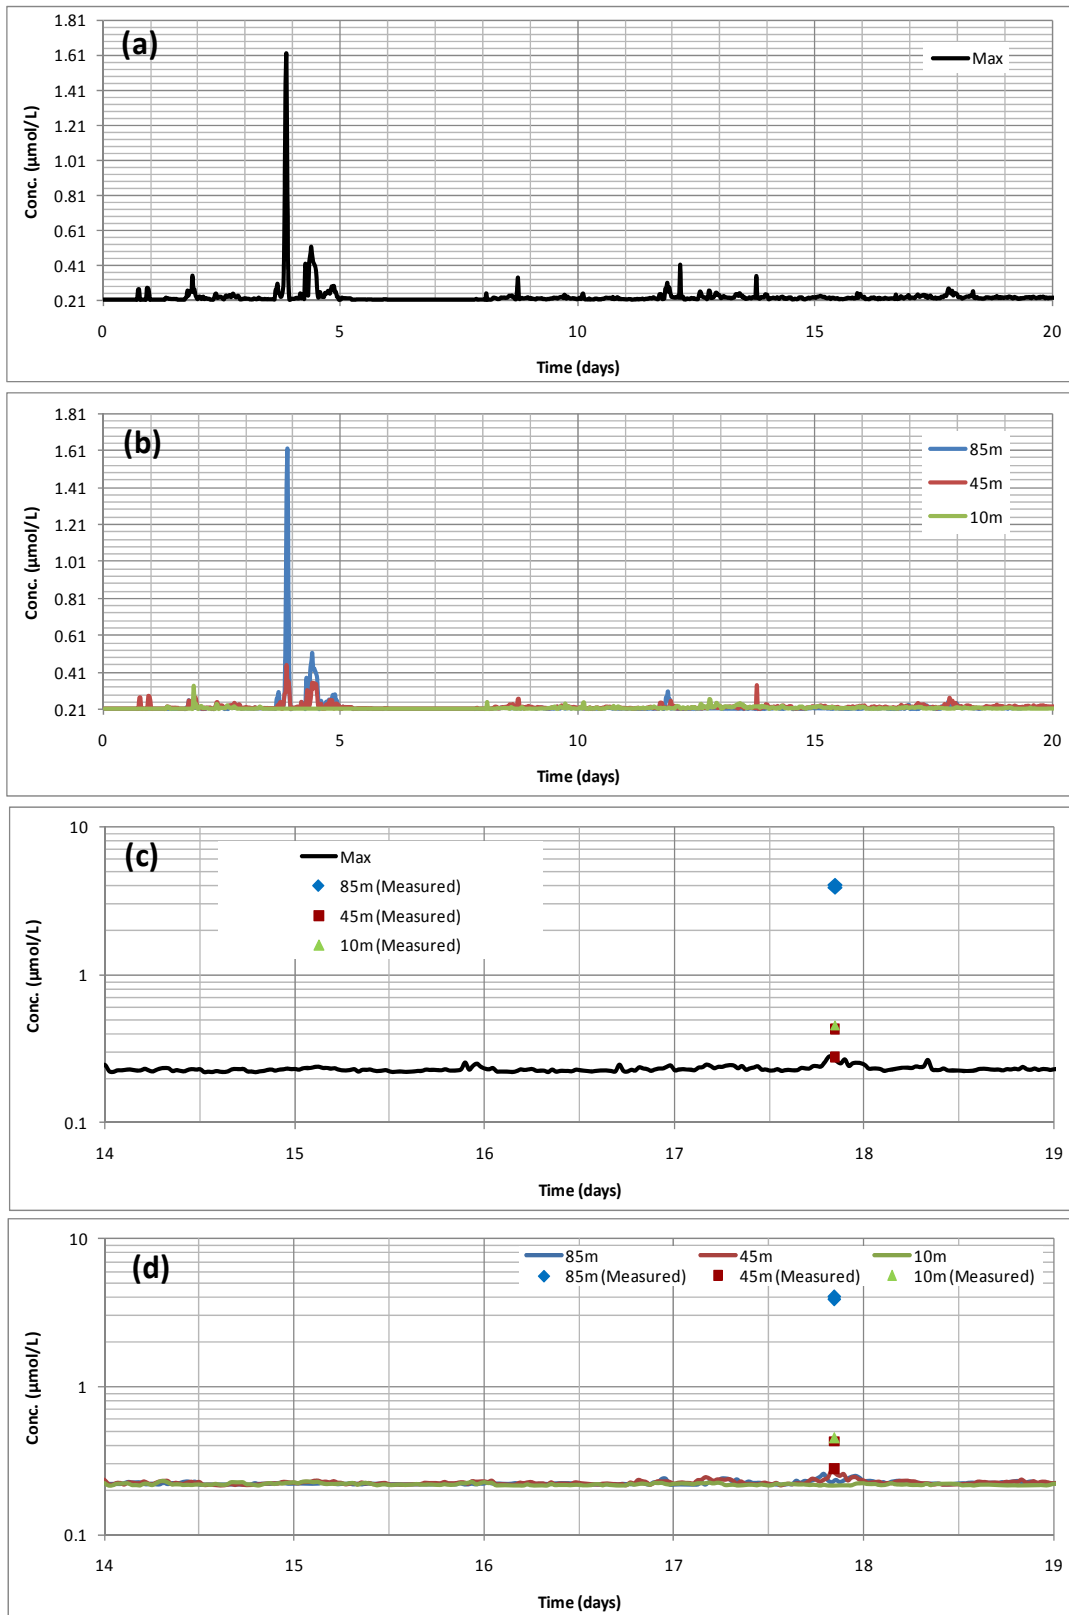 (a)
Conc. (µmol/L)
1.81
1.61
1.41
1.21
1.01
0.81
0.61
0.41
0.21
Max
0 5 10 15 20
Time (days)
(b)
Conc. (µmol/L)
1.81
1.61
1.41
1.21
1.01
0.81
0.61
0.41
0.21
85m
45m
10m
0 5 10 15 20
Time (days)
(c)
Conc. (µmol/L)
10
1
0.1
Max
85m (Measured)
45m (Measured)
10m (Measured)
14 15 16 17 18 19
Time (days)
(d)
Conc. (µmol/L)
10
1
0.1
85m 45m 10m
85m (Measured) 45m (Measured) 10m (Measured)
14 15 16 17 18 19
Time (days)